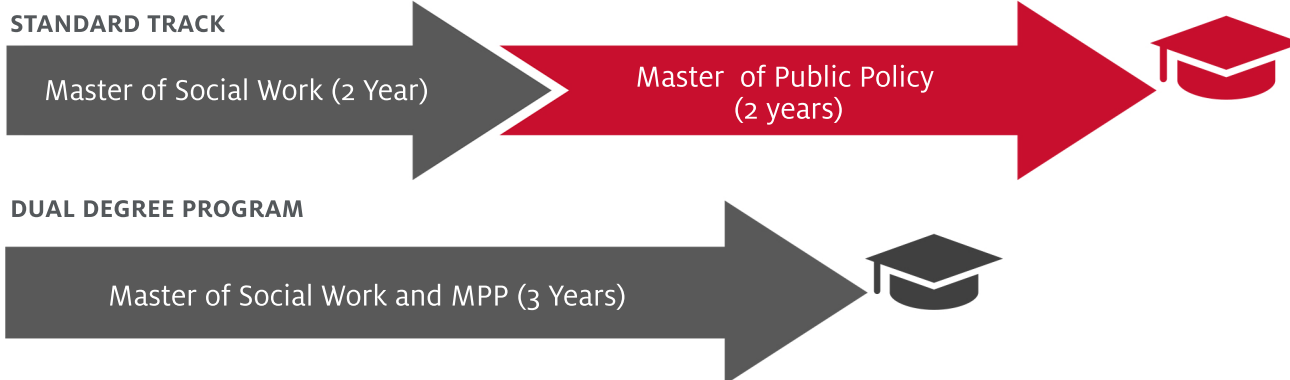 STANDARD TRACK
Master of Social Work (2 Year)
Master of Public Policy
(2 years)
DUAL DEGREE PROGRAM
Master of Social Work and MPP (3 Years)